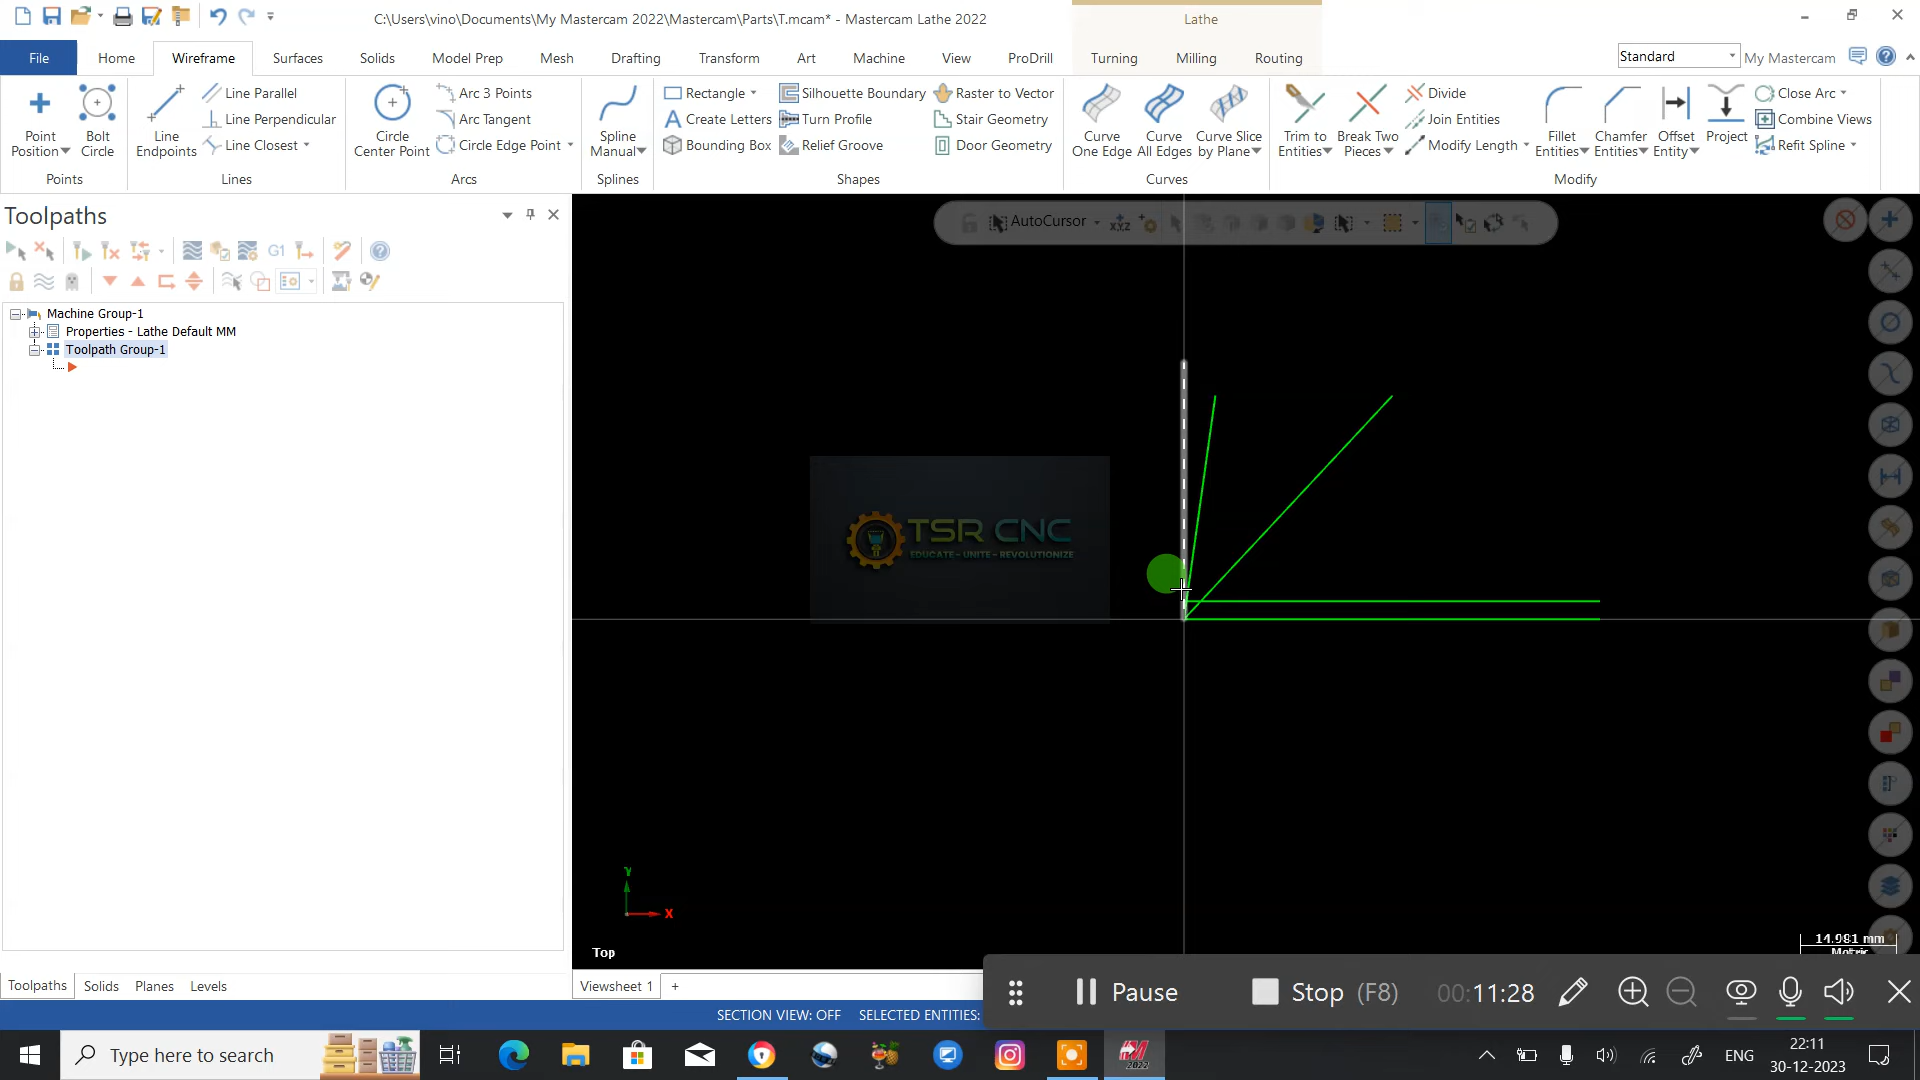 C:\Users\vino\Documents\My Mastercam 2022\Mastercam\Parts\T.mcam* - Mastercam Lathe 2022
Lathe
File
Home
Wireframe
Surfaces
Solids
Model Prep
Mesh
Drafting
Transform
Art
Machine
View
ProDrill
Turning
Milling
Routing
Standard
My Mastercam
Point Position
Bolt Circle
Points
Line Endpoints
Line Parallel
Line Perpendicular
Line Closest
Lines
Circle Center Point
Arc 3 Points
Arc Tangent
Circle Edge Point
Arcs
Spline Manual
Splines
Rectangle
Create Letters
Bounding Box
Silhouette Boundary
Turn Profile
Relief Groove
Raster to Vector
Stair Geometry
Door Geometry
Shapes
Curve One Edge
Curve All Edges
Curve Slice by Plane
Curves
Trim to Entities
Break Two Pieces
Divide
Join Entities
Modify Length
Fillet Entities
Chamfer Entities
Offset Entity
Project
Close Arc
Combine Views
Refit Spline
Modify
Toolpaths
G1
Machine Group-1
Properties - Lathe Default MM
Toolpath Group-1
AutoCursor
XYZ
TSR CNC
EDUCATE - UNITE - REVOLUTIONIZE
Y
X
Top
14.981 mm
Metric
Toolpaths
Solids
Planes
Levels
Viewsheet 1
+
SECTION VIEW: OFF
SELECTED ENTITIES:
Pause
Stop (F8)
00:11:28
Type here to search
2022
ENG
22:11
30-12-2023